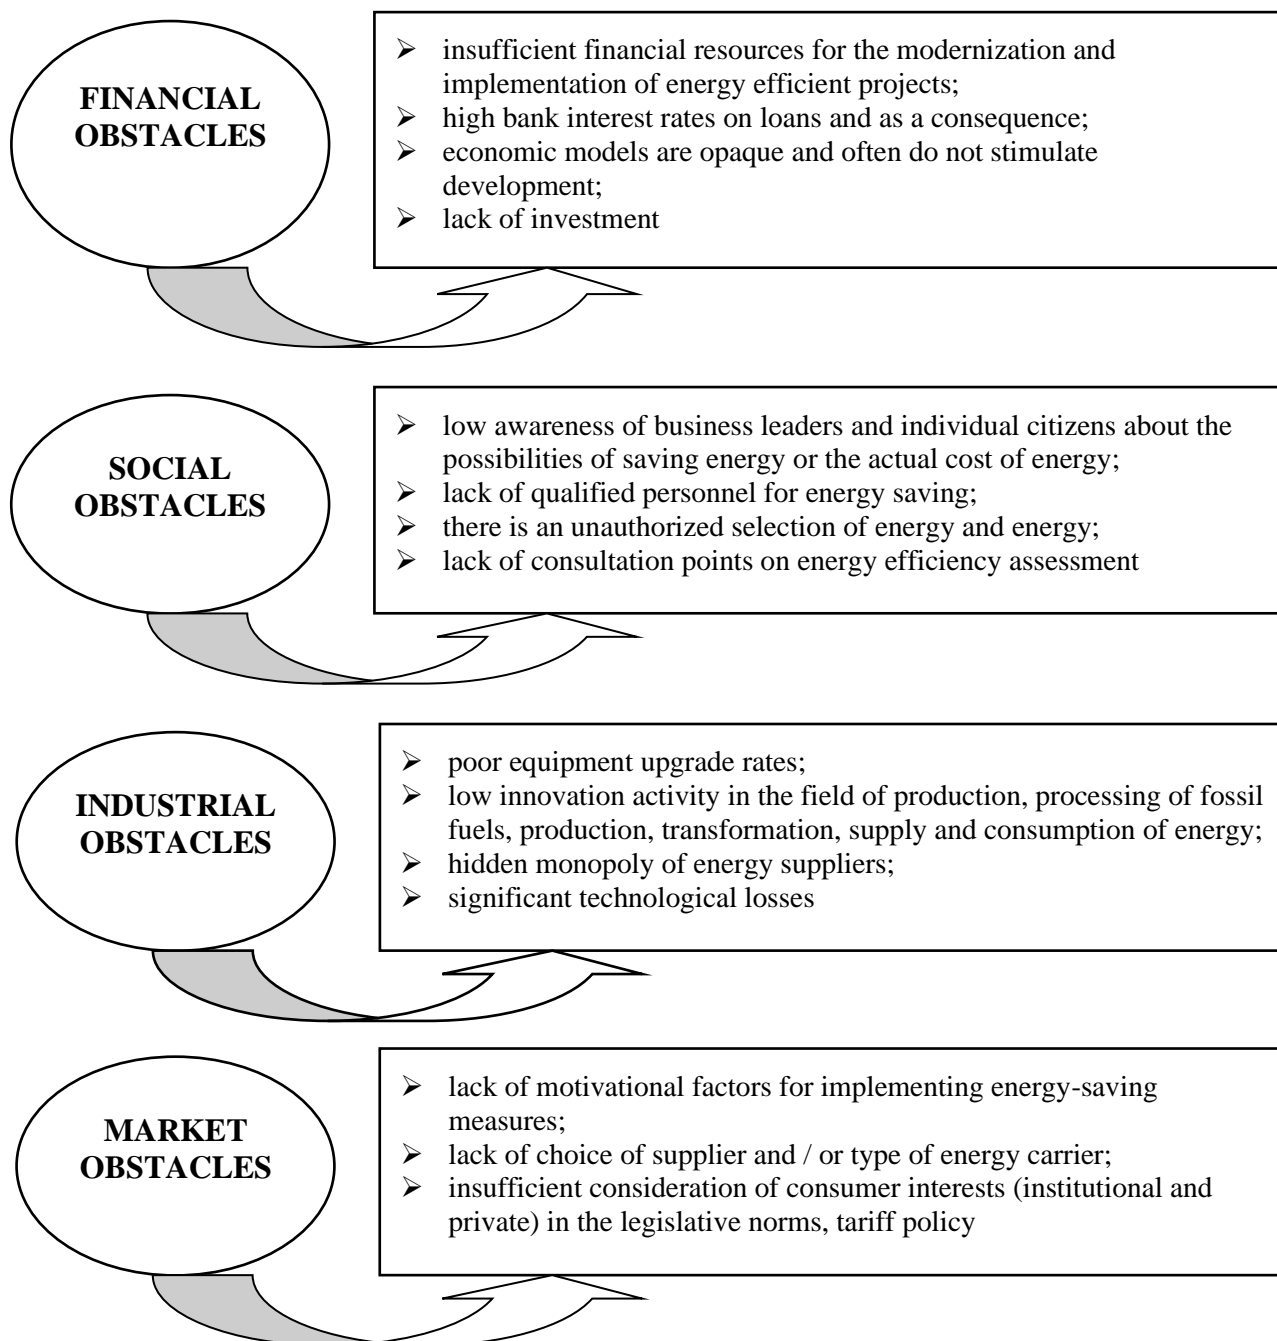 FINANCIAL
OBSTACLES
➢ insufficient financial resources for the modernization and
implementation of energy efficient projects;
➢ high bank interest rates on loans and as a consequence;
➢ economic models are opaque and often do not stimulate
development;
➢ lack of investment
SOCIAL
OBSTACLES
➢ low awareness of business leaders and individual citizens about the
possibilities of saving energy or the actual cost of energy;
➢ lack of qualified personnel for energy saving;
➢ there is an unauthorized selection of energy and energy;
➢ lack of consultation points on energy efficiency assessment
INDUSTRIAL
OBSTACLES
➢ poor equipment upgrade rates;
➢ low innovation activity in the field of production, processing of fossil
fuels, production, transformation, supply and consumption of energy;
➢ hidden monopoly of energy suppliers;
➢ significant technological losses
MARKET
OBSTACLES
➢ lack of motivational factors for implementing energy-saving
measures;
➢ lack of choice of supplier and / or type of energy carrier;
➢ insufficient consideration of consumer interests (institutional and
private) in the legislative norms, tariff policy